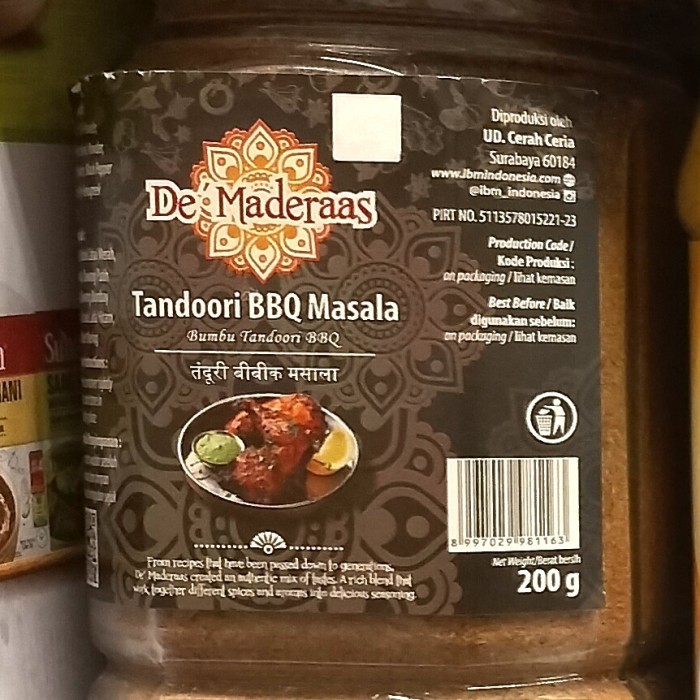 De' Maderaas
Tandoori BBQ Masala
Bumbu Tandoori BBQ
तंदूरी बीवीक मसाला
From recipes that have been passed down to generations,
De' Maderaas created an authentic mix of tastes. A rich blend that
work together different spices and aromas into delicious seasoning.
Diproduksi oleh
UD. Cerah Ceria
Surabaya 60184
www.ibmindonesia.com
@ibm_indonesia
PIRT NO. 5113578015221-23
Production Code /
Kode Produksi :
on packaging / lihat kemasan
Best Before / Baik
digunakan sebelum:
on packaging / lihat kemasan
8 997029 981163
Net Weight/Berat bersih
200 g